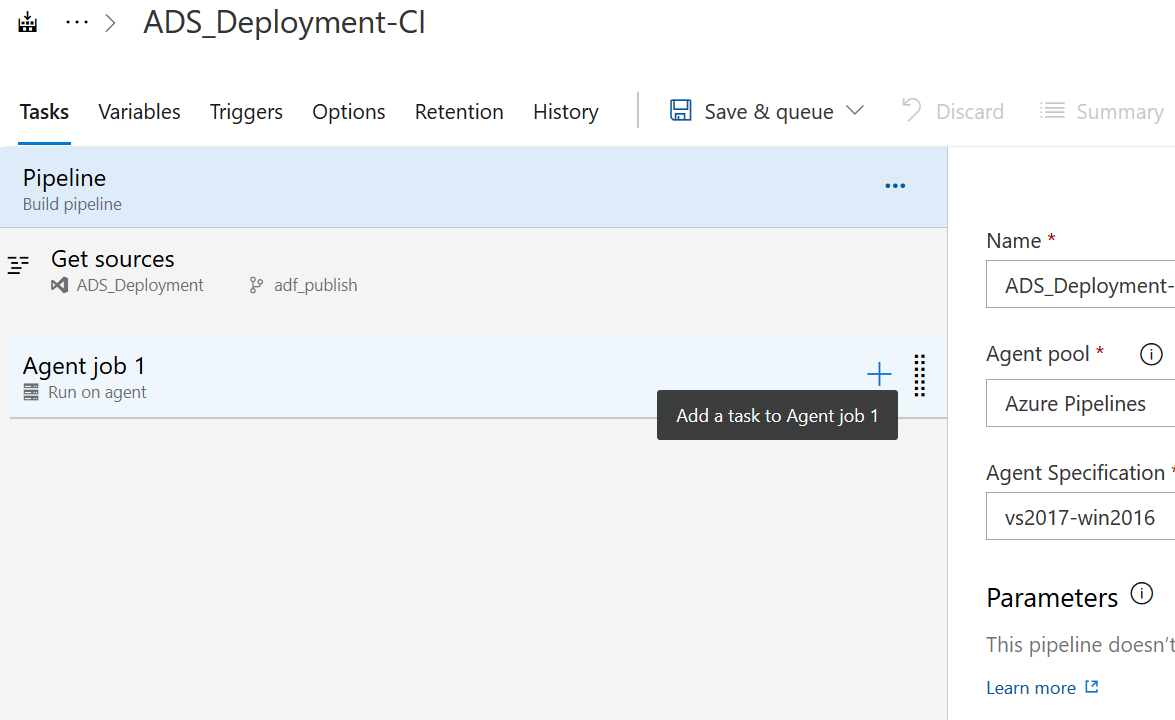 ADS_Deployment-CI
Tasks Variables Triggers Options Retention History Save & queue Discard Summary
Pipeline
Build pipeline
Get sources
ADS_Deployment adf_publish
Agent job 1
Run on agent
Add a task to Agent job 1
Name *
ADS_Deployment-
Agent pool *
Azure Pipelines
Agent Specification *
vs2017-win2016
Parameters
This pipeline doesn't
Learn more